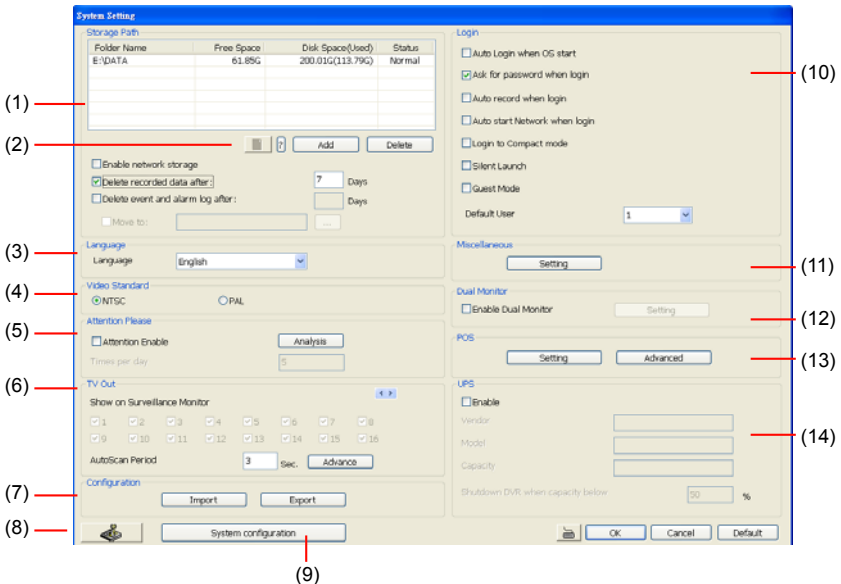 System Setting
Storage Path
Folder Name Free Space Disk Space(Used) Status
E:\DATA 61.85G 200.01G(113.79G) Normal
(1)
(2)
? Add Delete
Enable network storage
Delete recorded data after: 7 Days
Delete event and alarm log after: Days
Move to: ...
(3)
Language
Language English
(4)
Video Standard
NTSC PAL
(5)
Attention Please
Attention Enable Analysis
Times per day 5
(6)
TV Out
Show on Surveillance Monitor
1 2 3 4 5 6 7 8
9 10 11 12 13 14 15 16
AutoScan Period 3 Sec. Advance
(7)
Configuration
Import Export
(8)
System configuration
(9)
Login
Auto Login when OS start
Ask for password when login
(10)
Auto record when login
Auto start Network when login
Login to Compact mode
Silent Launch
Guest Mode
Default User 1
Miscellaneous
Setting
(11)
Dual Monitor
Enable Dual Monitor Setting
(12)
POS
Setting Advanced
(13)
UPS
Enable
Vendor
Model
(14)
Capacity
Shutdown DVR when capacity below 50 %
OK Cancel Default